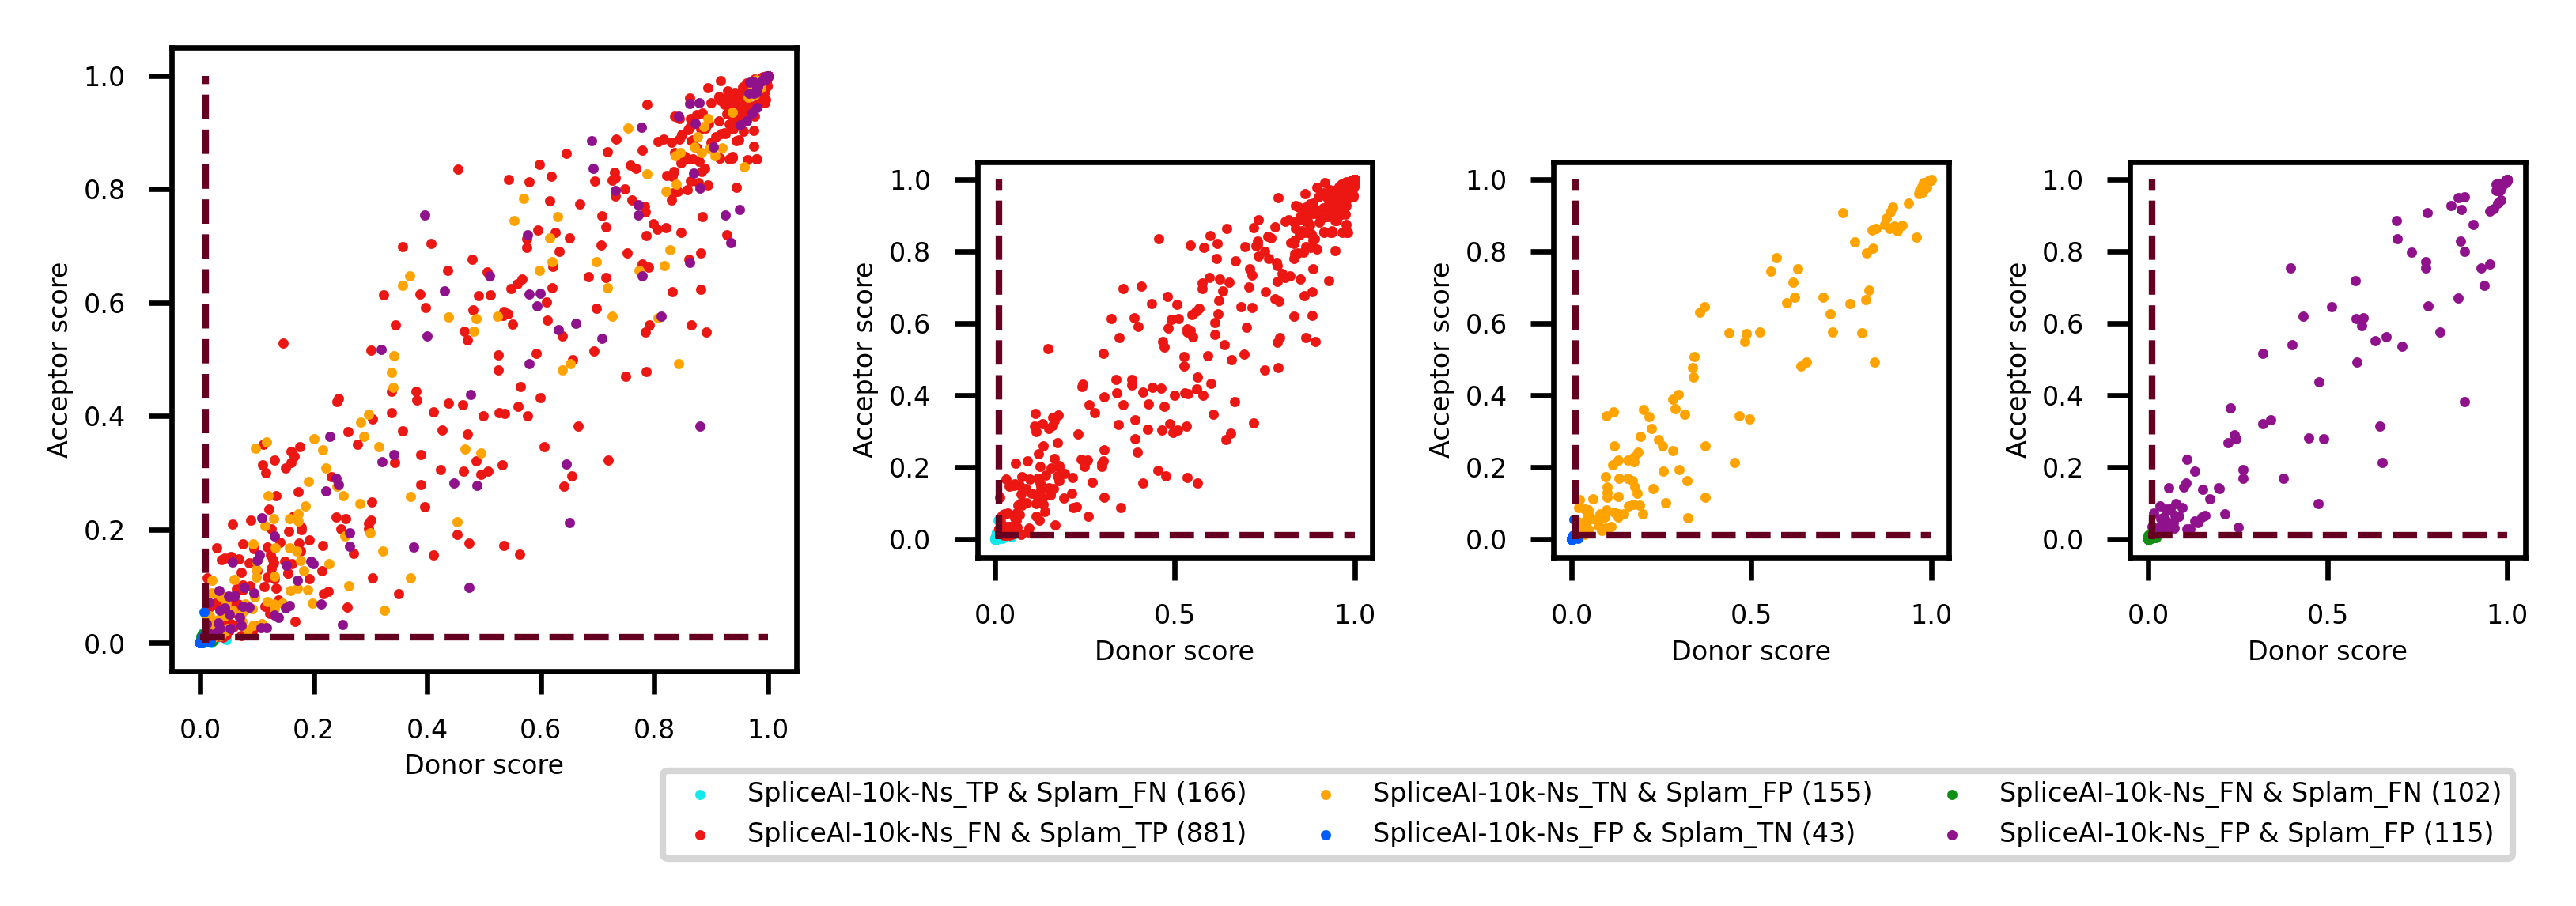 1.0
0.8
0.6
0.4
0.2
0.0
Acceptor score
0.0 0.2 0.4 0.6 0.8 1.0
Donor score
1.0
0.8
0.6
0.4
0.2
0.0
Acceptor score
0.0 0.5 1.0
Donor score
1.0
0.8
0.6
0.4
0.2
0.0
Acceptor score
0.0 0.5 1.0
Donor score
1.0
0.8
0.6
0.4
0.2
0.0
Acceptor score
0.0 0.5 1.0
Donor score
SpliceAI-10k-Ns_TP & Splam_FN (166)
SpliceAI-10k-Ns_FN & Splam_TP (881)
SpliceAI-10k-Ns_TN & Splam_FP (155)
SpliceAI-10k-Ns_FP & Splam_TN (43)
SpliceAI-10k-Ns_FN & Splam_FN (102)
SpliceAI-10k-Ns_FP & Splam_FP (115)